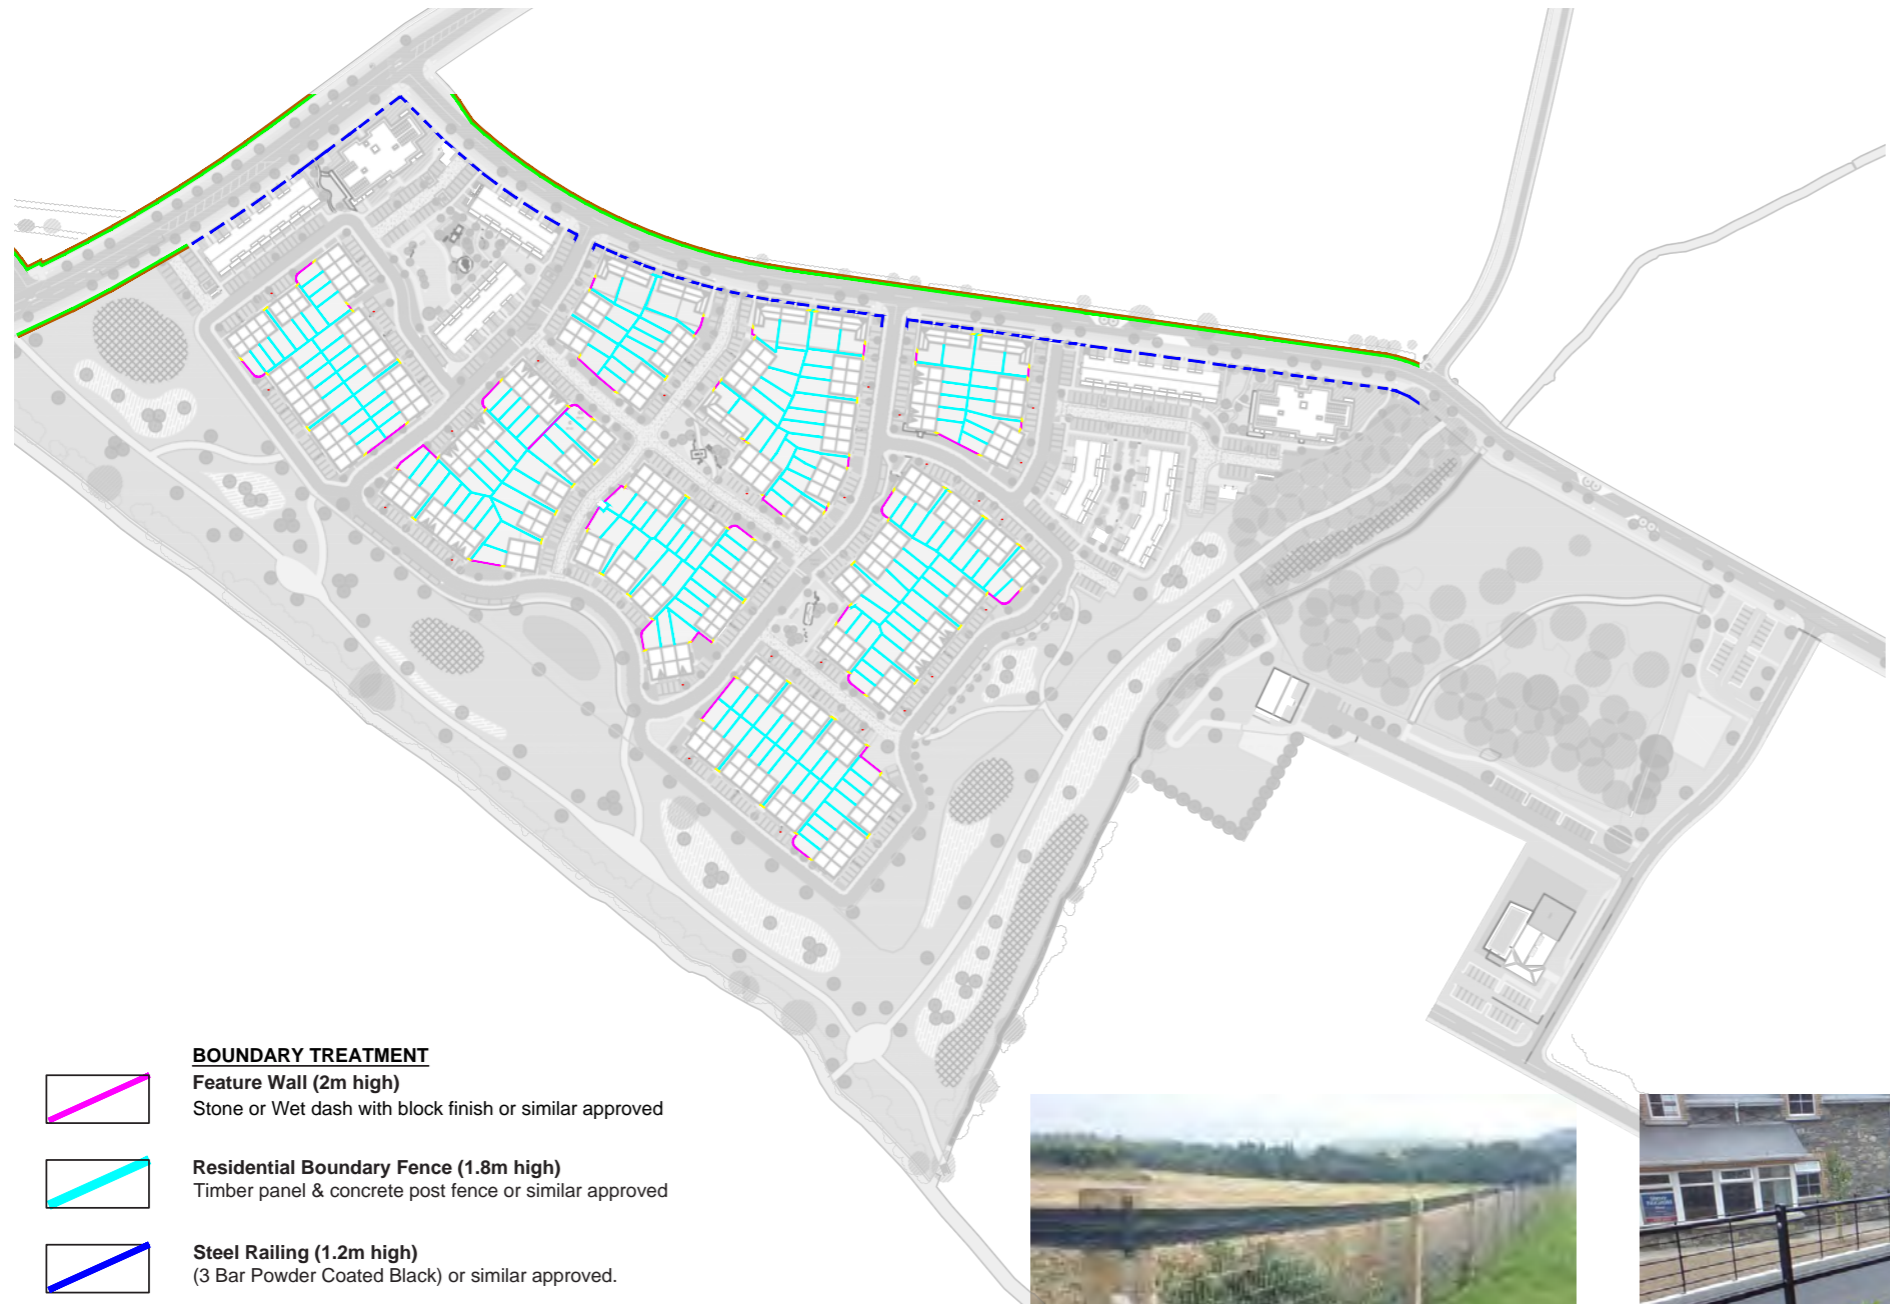 BOUNDARY TREATMENT
Feature Wall (2m high)
Stone or Wet dash with block finish or similar approved
Residential Boundary Fence (1.8m high)
Timber panel & concrete post fence or similar approved
Steel Railing (1.2m high)
(3 Bar Powder Coated Black) or similar approved.